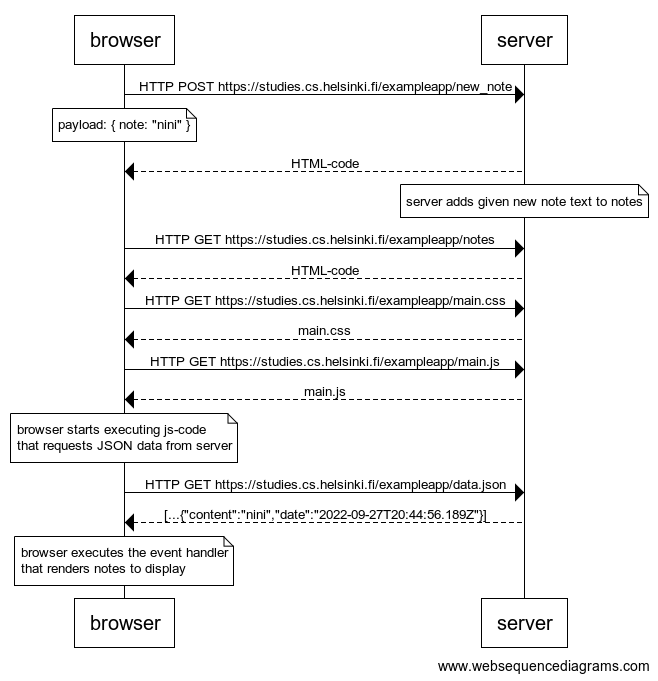 browser server
HTTP POST https://studies.cs.helsinki.fi/exampleapp/new_note
payload: { note: "nini" }
HTML-code
server adds given new note text to notes
HTTP GET https://studies.cs.helsinki.fi/exampleapp/notes
HTML-code
HTTP GET https://studies.cs.helsinki.fi/exampleapp/main.css
main.css
HTTP GET https://studies.cs.helsinki.fi/exampleapp/main.js
main.js
browser starts executing js-code
that requests JSON data from server
HTTP GET https://studies.cs.helsinki.fi/exampleapp/data.json
[...{"content":"nini","date":"2022-09-27T20:44:56.189Z"}]
browser executes the event handler
that renders notes to display
browser server
www.websequencediagrams.com